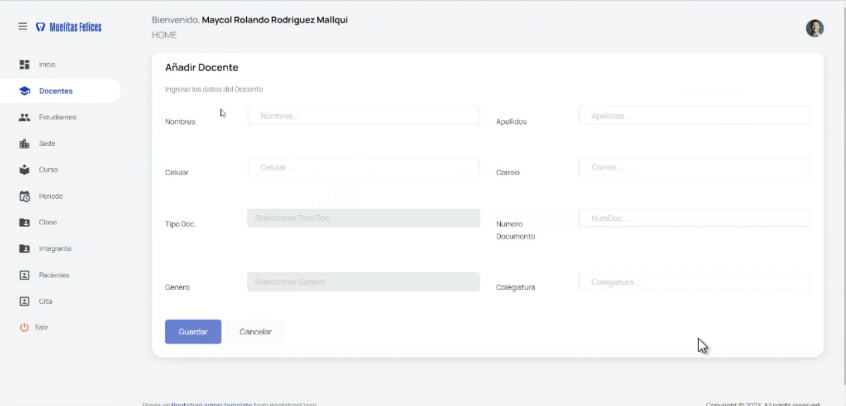 Muelitas Felices
Bienvenido, Maycol Rolando Rodriguez Mallqui
HOME
Inicio
Docentes
Estudiantes
Sede
Curso
Periodo
Clase
Integrante
Pacientes
Cita
Salir
Añadir Docente
Ingrese los datos del Docente
Nombres
Nombres...
Apellidos
Apellidos ...
Celular
Celular ...
Correo
Correo...
Tipo Doc.
Seleccionar Tipo Doc.
Numero
Documento
NumDoc ...
Genero
Seleccionar Genero
Colegiatura
Colegiatura ...
Guardar
Cancelar
Bootstrap admin template from BootstrapDash.
Copyright © 2023. All rights reserved.